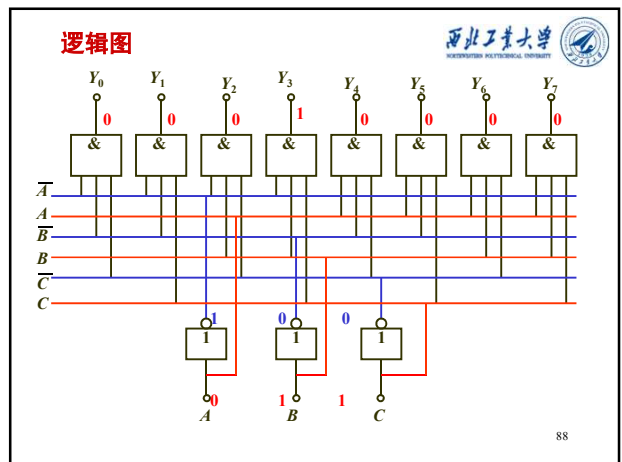 逻辑图
西北工业大学
NORTHWESTERN POLYTECHNICAL UNIVERSITY
Y0 Y1 Y2 Y3 Y4 Y5 Y6 Y7
0 0 0 1 0 0 0 0
& & & & & & & &
A̅
A
B̅
B
C̅
C
1 0 0
1 1 1
0 1 1
A B C
88